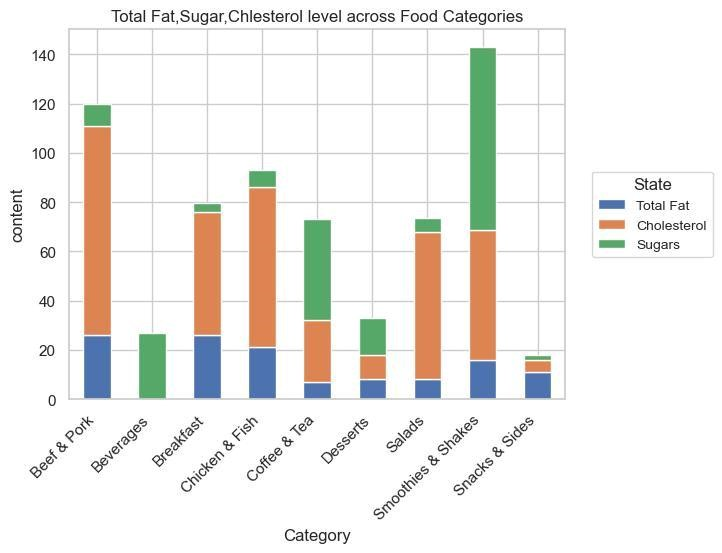 Total Fat,Sugar,Chlesterol level across Food Categories
140
120
100
80
60
40
20
0
content
State
Total Fat
Cholesterol
Sugars
Beef & Pork
Beverages
Breakfast
Chicken & Fish
Coffee & Tea
Desserts
Salads
Smoothies & Shakes
Snacks & Sides
Category